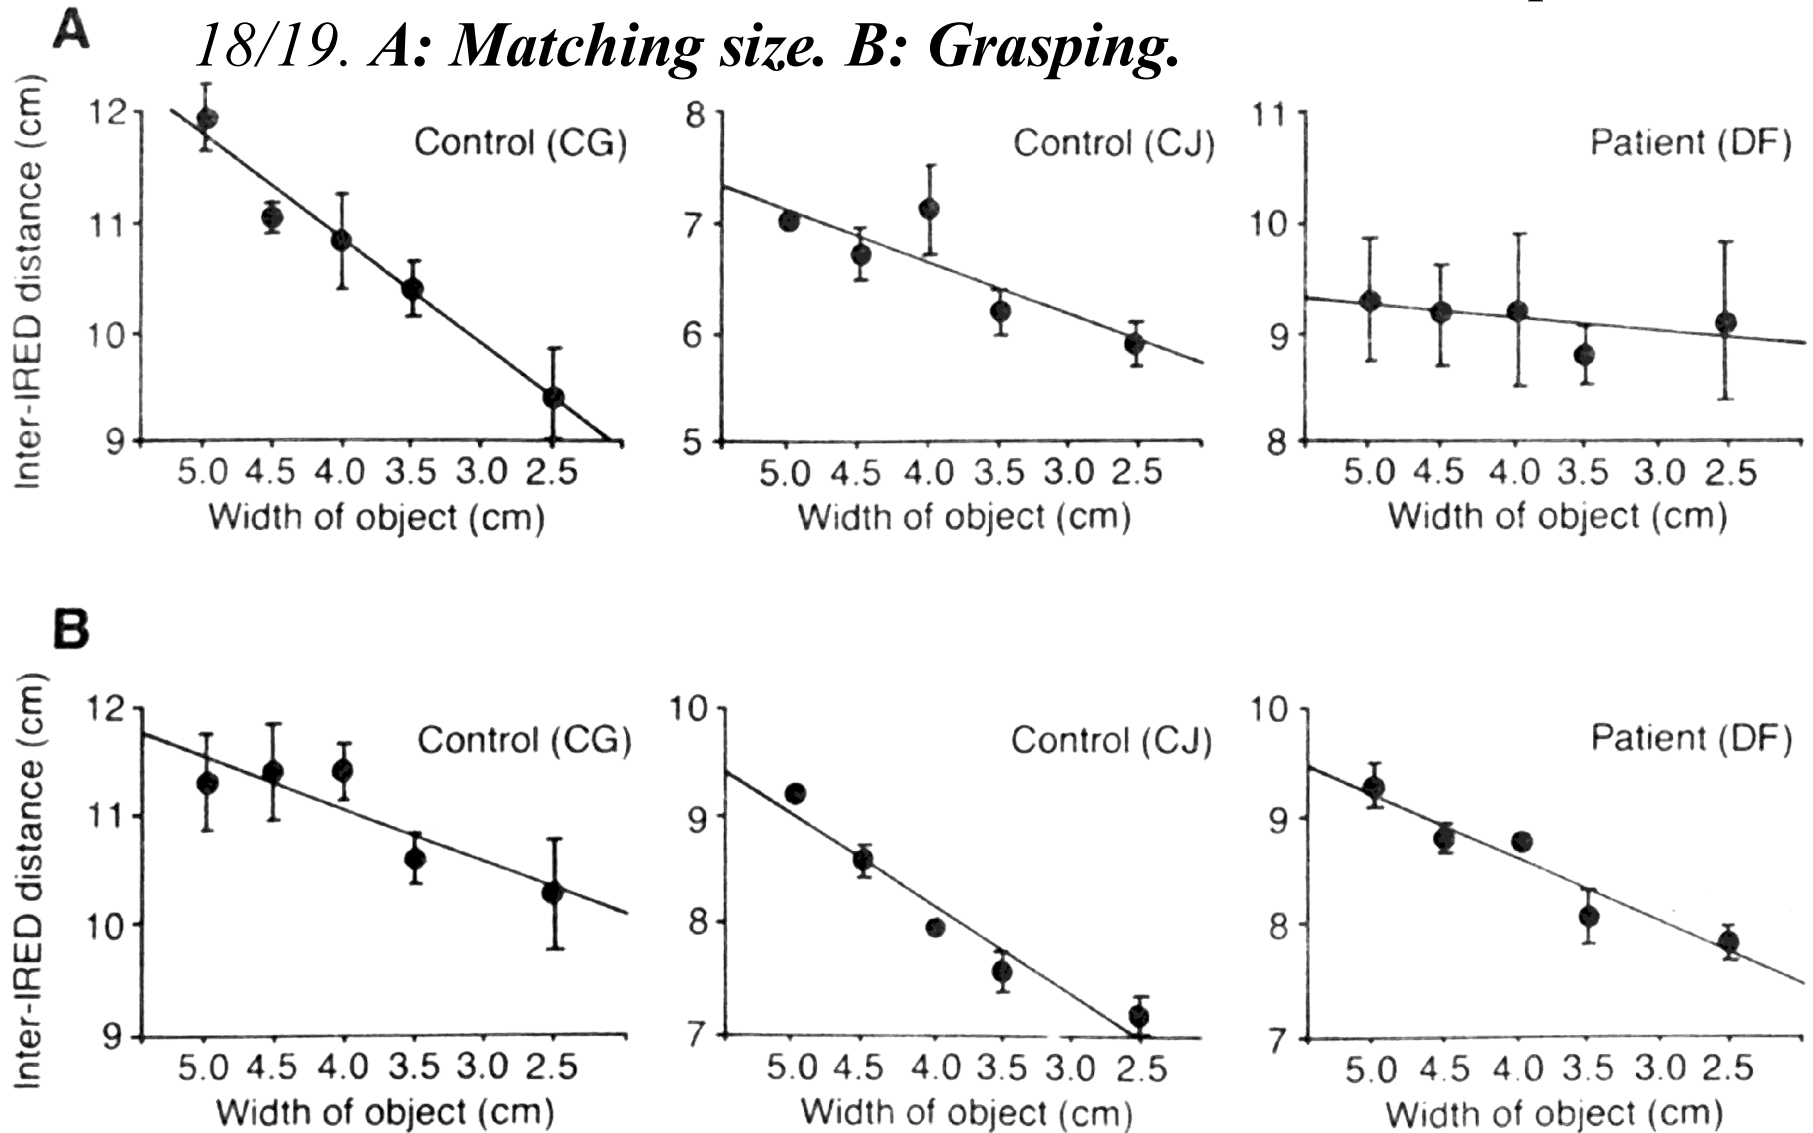 A
18/19. A: Matching size. B: Grasping.
Inter-IRED distance (cm)
12
11
10
9
Control (CG)
5.0 4.5 4.0 3.5 3.0 2.5
Width of object (cm)
8
7
6
5
Control (CJ)
5.0 4.5 4.0 3.5 3.0 2.5
Width of object (cm)
11
10
9
8
Patient (DF)
5.0 4.5 4.0 3.5 3.0 2.5
Width of object (cm)
B
Inter-IRED distance (cm)
12
11
10
9
Control (CG)
5.0 4.5 4.0 3.5 3.0 2.5
Width of object (cm)
10
9
8
7
Control (CJ)
5.0 4.5 4.0 3.5 3.0 2.5
Width of object (cm)
10
9
8
7
Patient (DF)
5.0 4.5 4.0 3.5 3.0 2.5
Width of object (cm)